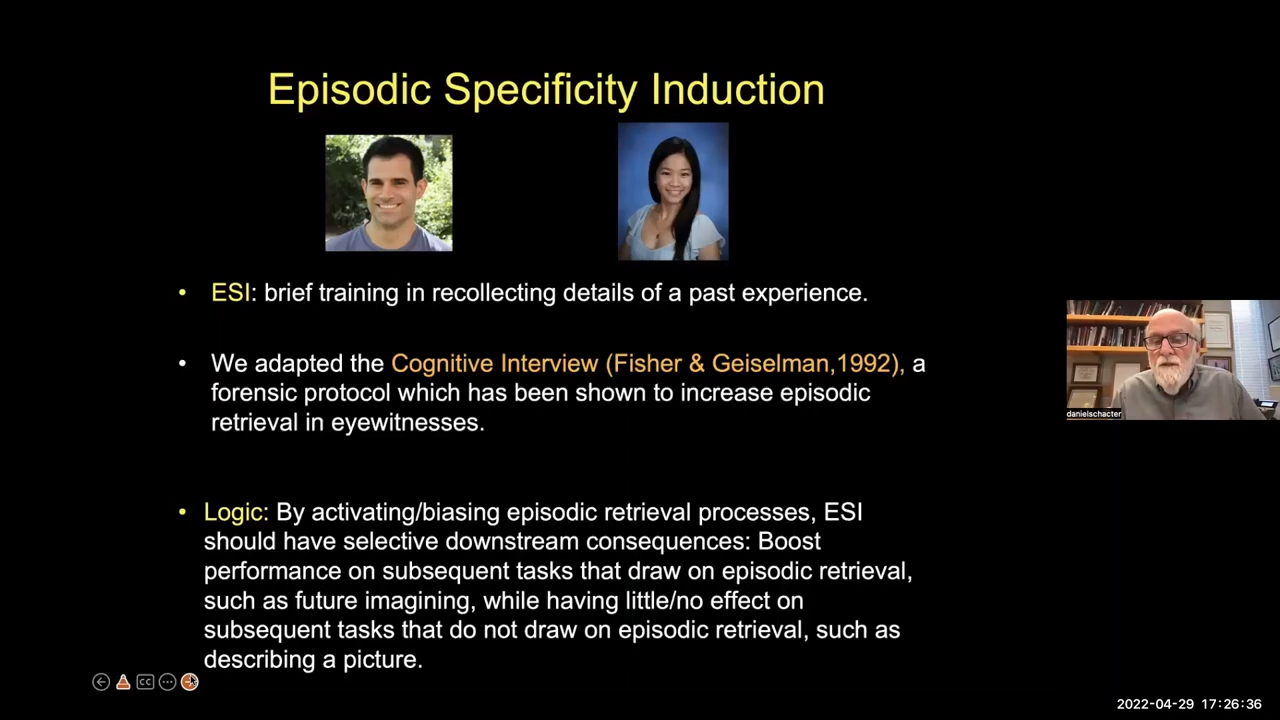 Episodic Specificity Induction
• ESI: brief training in recollecting details of a past experience.
• We adapted the Cognitive Interview (Fisher & Geiselman,1992), a
forensic protocol which has been shown to increase episodic
retrieval in eyewitnesses.
danielschacter
• Logic: By activating/biasing episodic retrieval processes, ESI
should have selective downstream consequences: Boost
performance on subsequent tasks that draw on episodic retrieval,
such as future imagining, while having little/no effect on
subsequent tasks that do not draw on episodic retrieval, such as
describing a picture.
CC
2022-04-29 17:26:36